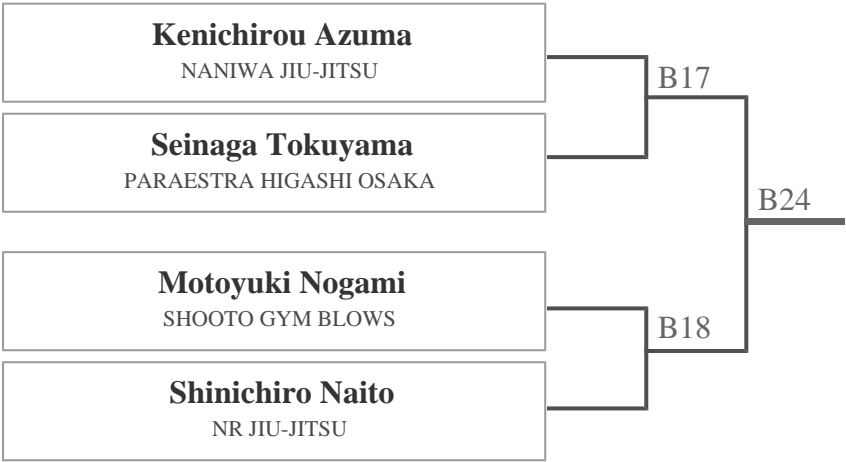 Kenichirou Azuma
NANIWA JIU-JITSU
B17
Seinaga Tokuyama
PARAESTRA HIGASHI OSAKA
B24
Motoyuki Nogami
SHOOTO GYM BLOWS
B18
Shinichiro Naito
NR JIU-JITSU